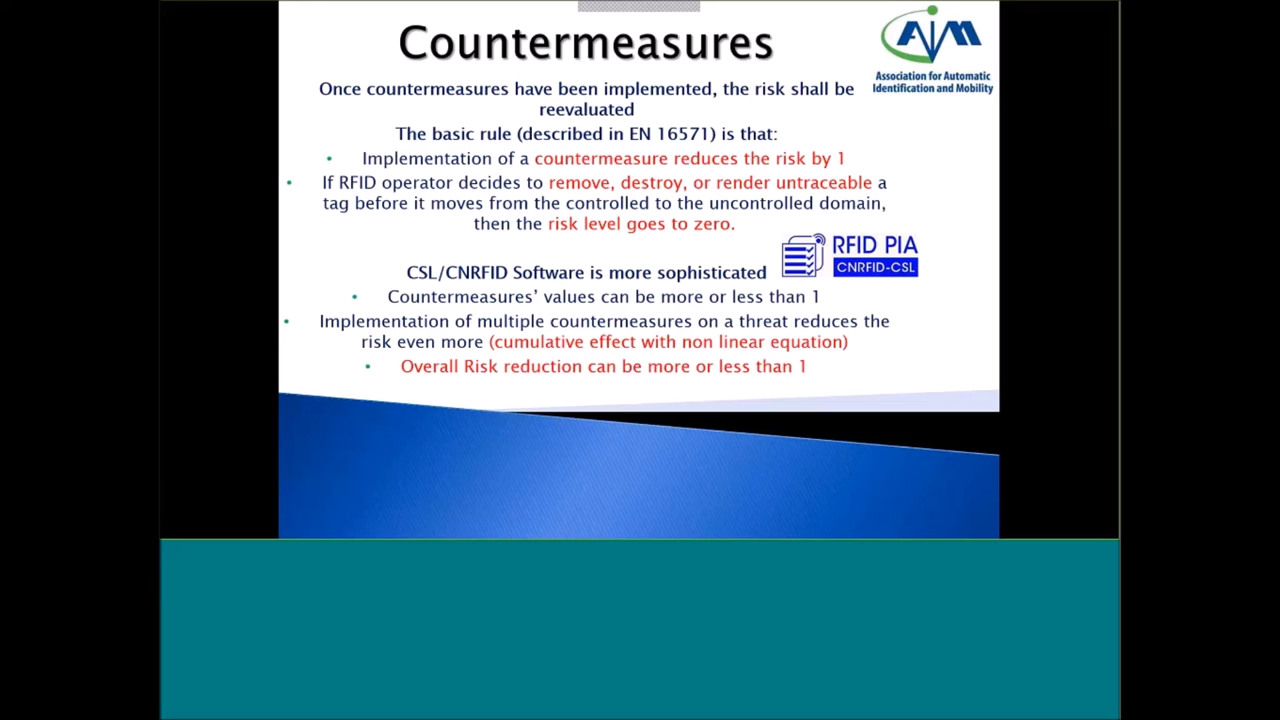 Countermeasures
AIM
Association for Automatic
Identification and Mobility
Once countermeasures have been implemented, the risk shall be
reevaluated
The basic rule (described in EN 16571) is that:
• Implementation of a countermeasure reduces the risk by 1
• If RFID operator decides to remove, destroy, or render untraceable a
tag before it moves from the controlled to the uncontrolled domain,
then the risk level goes to zero.
RFID PIA
CNRFID-CSL
CSL/CNRFID Software is more sophisticated
• Countermeasures’ values can be more or less than 1
• Implementation of multiple countermeasures on a threat reduces the
risk even more (cumulative effect with non linear equation)
• Overall Risk reduction can be more or less than 1